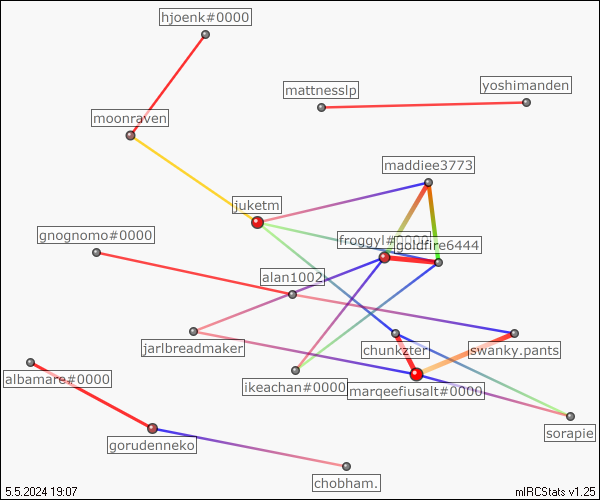 hjoenk#0000
yoshimanden
mattnesslp
moonraven
maddiee3773
juketm
gnognomo#0000
froggyl#0000
goldfire6444
alan1002
jarlbreadmaker
chunkzter
swanky.pants
albamare#0000
ikeachan#0000
marqeefiusalt#0000
sorapie
gorudenneko
chobham.
5.5.2024 19:07
mIRCStats v1.25